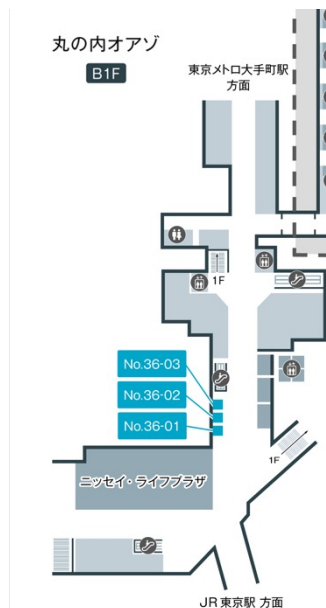 丸の内オアゾ
B1F
東京メトロ大手町駅
方面
1F
No.36-03
No.36-02
No.36-01
1F
ニッセイ・ライフプラザ
JR東京駅 方面